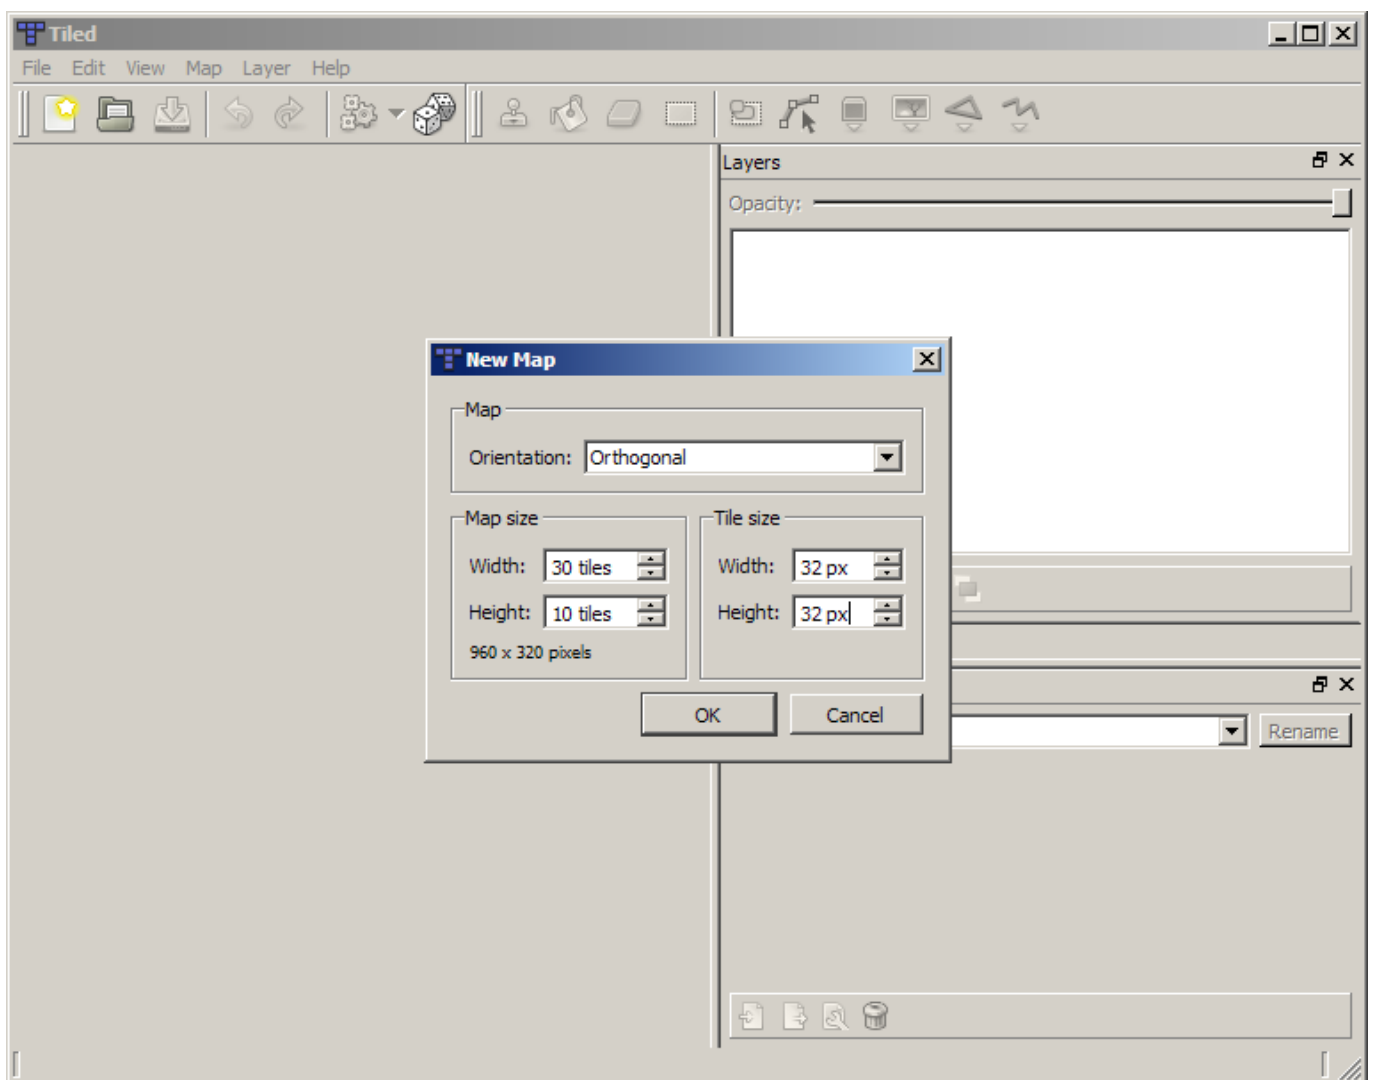 Tiled
File Edit View Map Layer Help
Layers
Opacity:
New Map
Map
Orientation: Orthogonal
Map size
Tile size
Width: 30 tiles
Width: 32 px
Height: 10 tiles
Height: 32 px
960 x 320 pixels
OK
Cancel
Rename